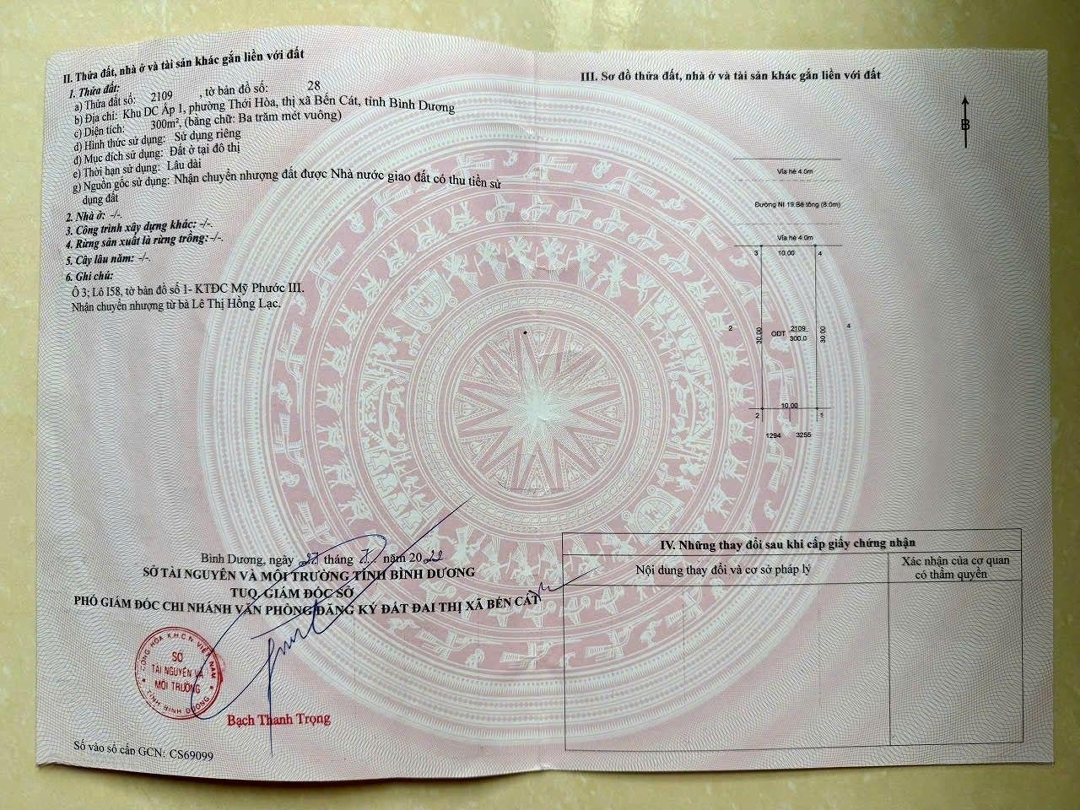 II. Thửa đất, nhà ở và tài sản khác gắn liền với đất
1. Thửa đất:
a) Thửa đất số: 2109 , tờ bản đồ số: 28
b) Địa chỉ: Khu DC Ấp 1, phường Thới Hòa, thị xã Bến Cát, tỉnh Bình Dương
c) Diện tích: 300m², (bằng chữ: Ba trăm mét vuông)
d) Hình thức sử dụng: Sử dụng riêng
đ) Mục đích sử dụng: Đất ở tại đô thị
e) Thời hạn sử dụng: Lâu dài
g) Nguồn gốc sử dụng: Nhận chuyển nhượng đất được Nhà nước giao đất có thu tiền sử
dụng đất
2. Nhà ở: -/-.
3. Công trình xây dựng khác: -/-.
4. Rừng sản xuất là rừng trồng: -/-.
5. Cây lâu năm: -/-.
6. Ghi chú:
Ô 3; Lô I58, tờ bản đồ số 1- KTĐC Mỹ Phước III.
Nhận chuyển nhượng từ bà Lê Thị Hồng Lạc.
Bình Dương, ngày 27 tháng 7 năm 2022
SỞ TÀI NGUYÊN VÀ MÔI TRƯỜNG TỈNH BÌNH DƯƠNG
TUQ. GIÁM ĐỐC SỞ
PHÓ GIÁM ĐỐC CHI NHÁNH VĂN PHÒNG ĐĂNG KÝ ĐẤT ĐAI THỊ XÃ BẾN CÁT
CỘNG HÒA X.H.C.N VIỆT NAM
SỞ
TÀI NGUYÊN VÀ
MÔI TRƯỜNG
TỈNH BÌNH DƯƠNG
Bạch Thanh Trọng
Số vào sổ cấp GCN: CS69099
III. Sơ đồ thửa đất, nhà ở và tài sản khác gắn liền với đất
B
Vỉa hè 4.0m
Đường NI 19.Bê tông (8.0m)
Vỉa hè 4.0m
3 10.00 4
2 30.00 ODT 2109 30.00 4
300.0
10.00
2 1
1294 3255
IV. Những thay đổi sau khi cấp giấy chứng nhận
Nội dung thay đổi và cơ sở pháp lý
Xác nhận của cơ quan
có thẩm quyền